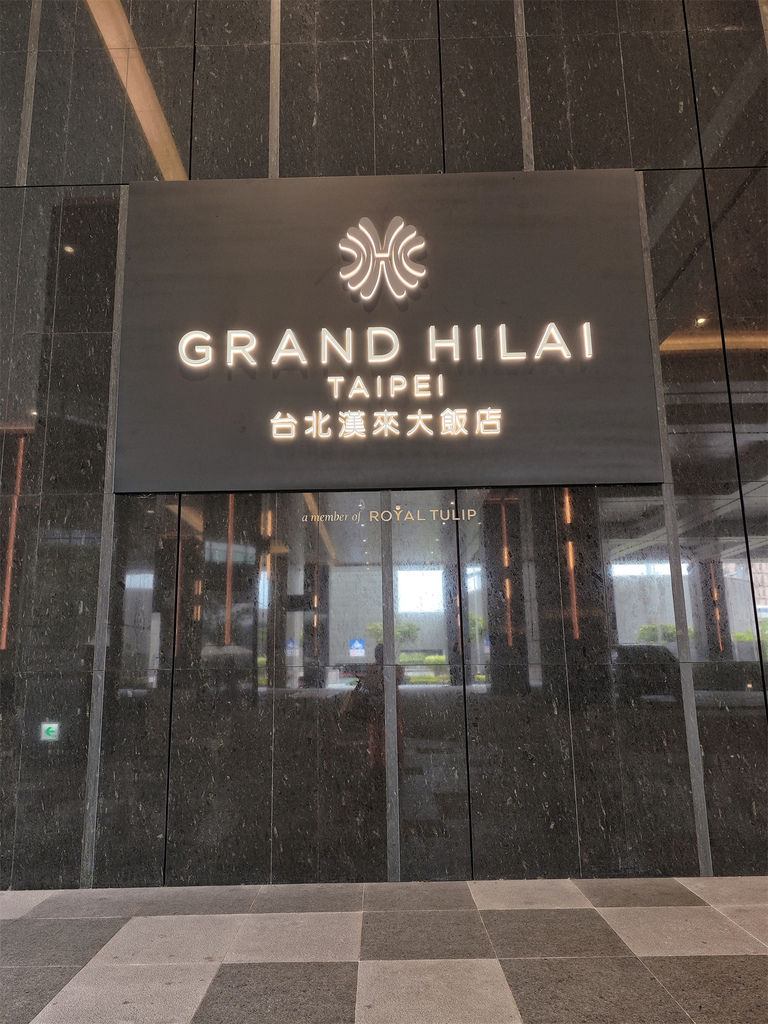 GRAND HILAI
TAIPEI
台北漢來大飯店
a member of ROYAL TULIP